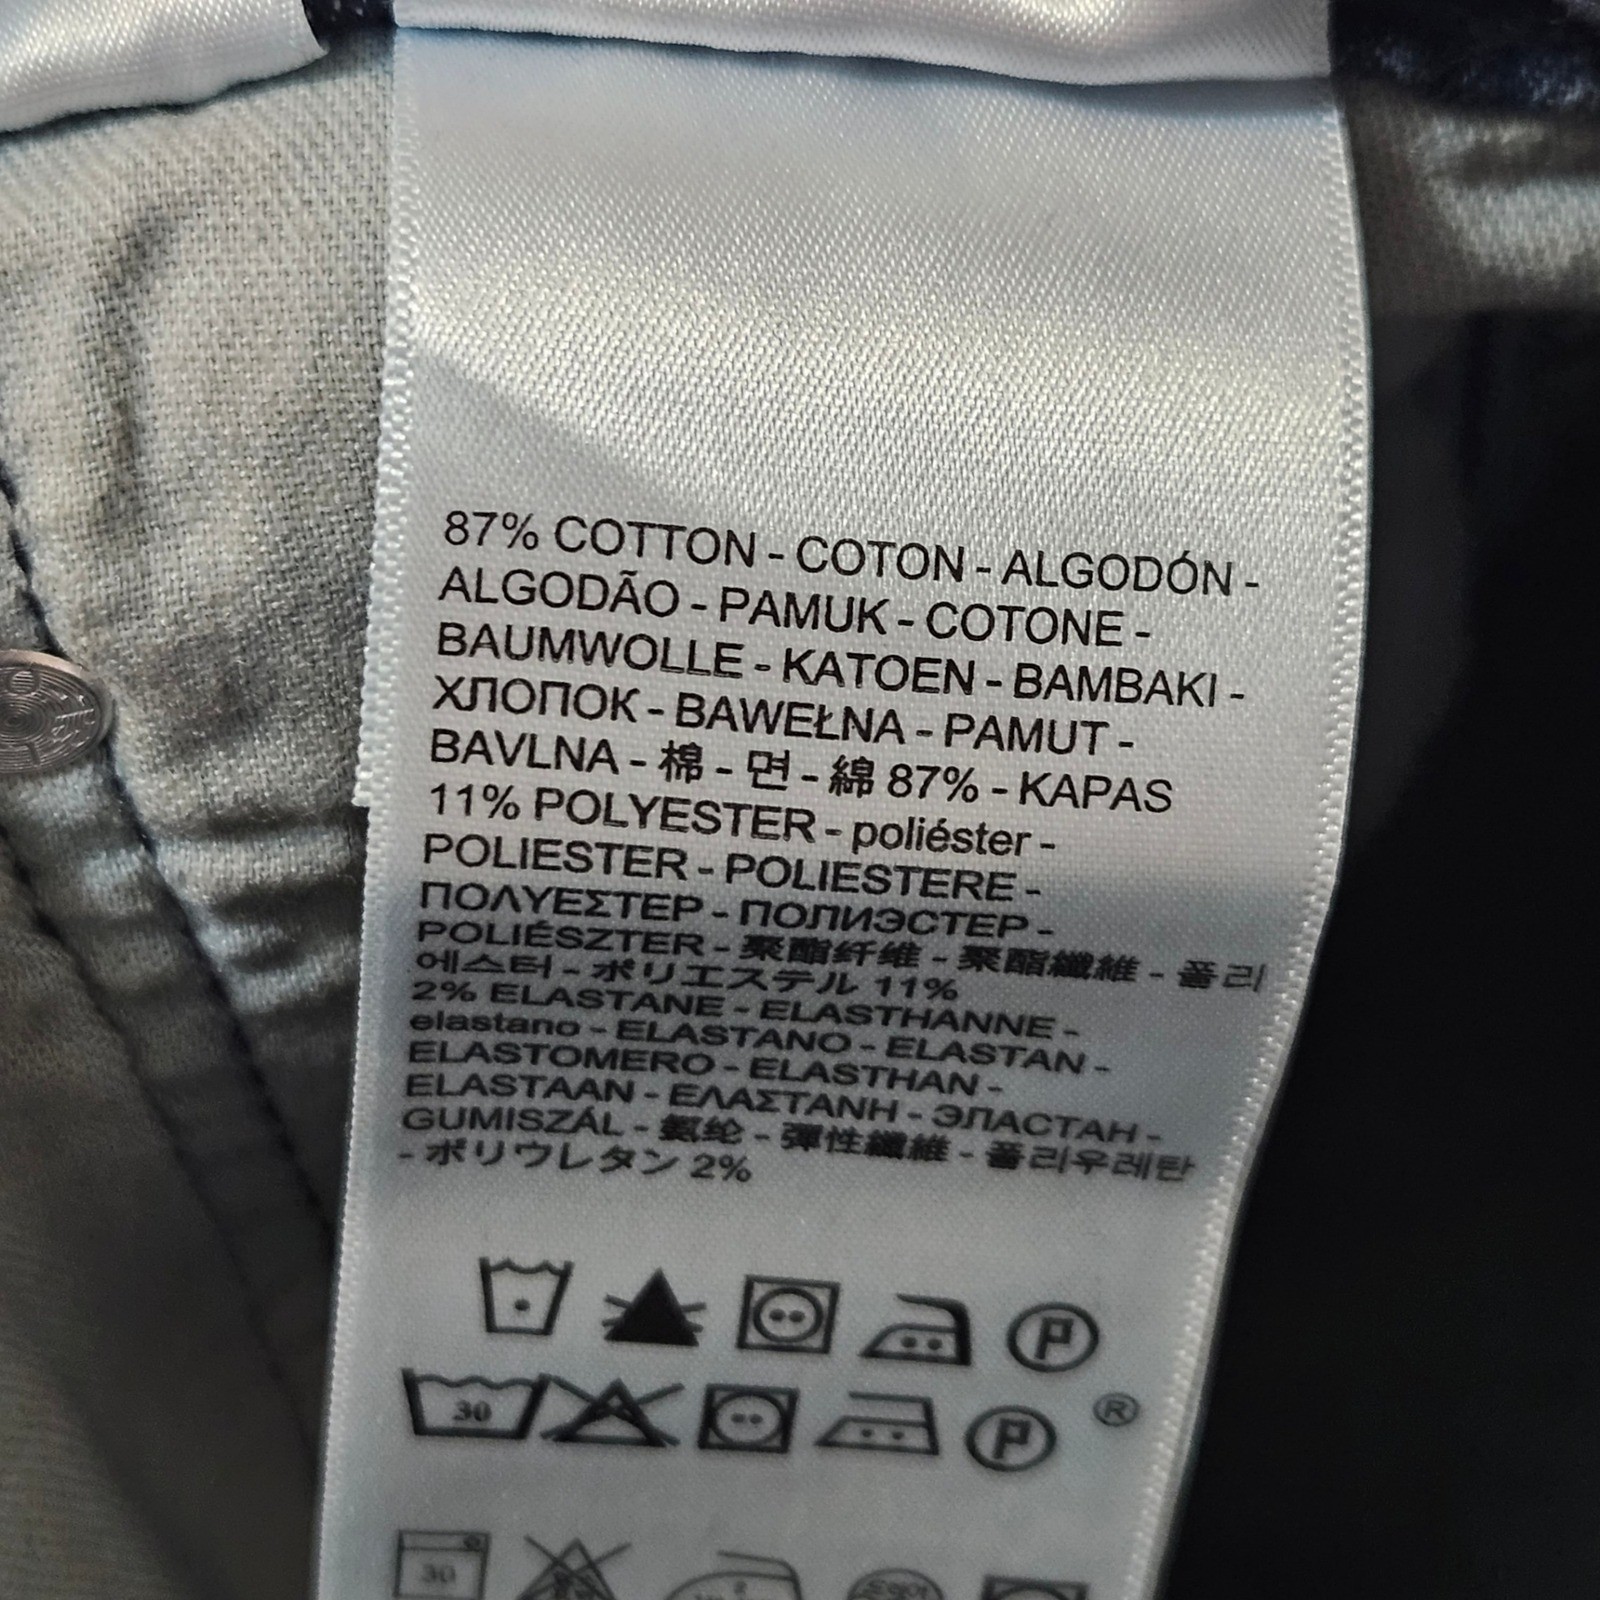 87% COTTON - COTON - ALGODÓN -
ALGODÃO - PAMUK - COTONE -
BAUMWOLLE - KATOEN - BAMBAKI -
ХЛОПОК - BAWEŁNA - PAMUT -
BAVLNA - 棉 - 면 - 綿 87% - KAPAS
11% POLYESTER - poliéster -
POLIESTER - POLIESTERE -
ΠΟΛΥΕΣΤΕΡ - ПОЛИЭСТЕР -
POLIÉSZTER - 聚酯纤维 - 聚酯纖維 - 폴리
에스터 - ポリエステル 11%
2% ELASTANE - ELASTHANNE -
elastano - ELASTANO - ELASTAN -
ELASTOMERO - ELASTHAN -
ELASTAAN - ΕΛΑΣΤΑΝΗ - ЭЛАСТАН -
GUMISZÁL - 氨纶 - 彈性纖維 - 폴리우레탄
- ポリウレタン 2%
P
30 P ®
30